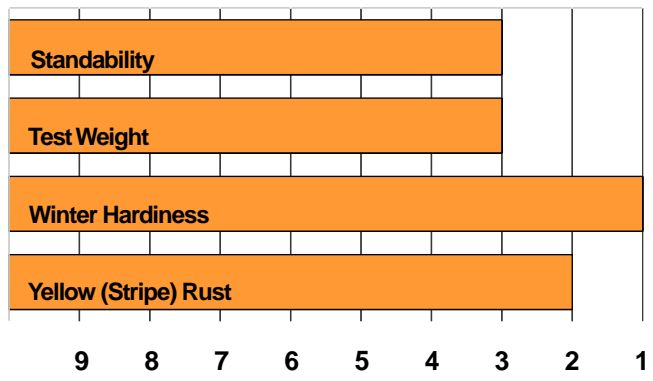 Standability
Test Weight
Winter Hardiness
Yellow (Stripe) Rust
9 8 7 6 5 4 3 2 1